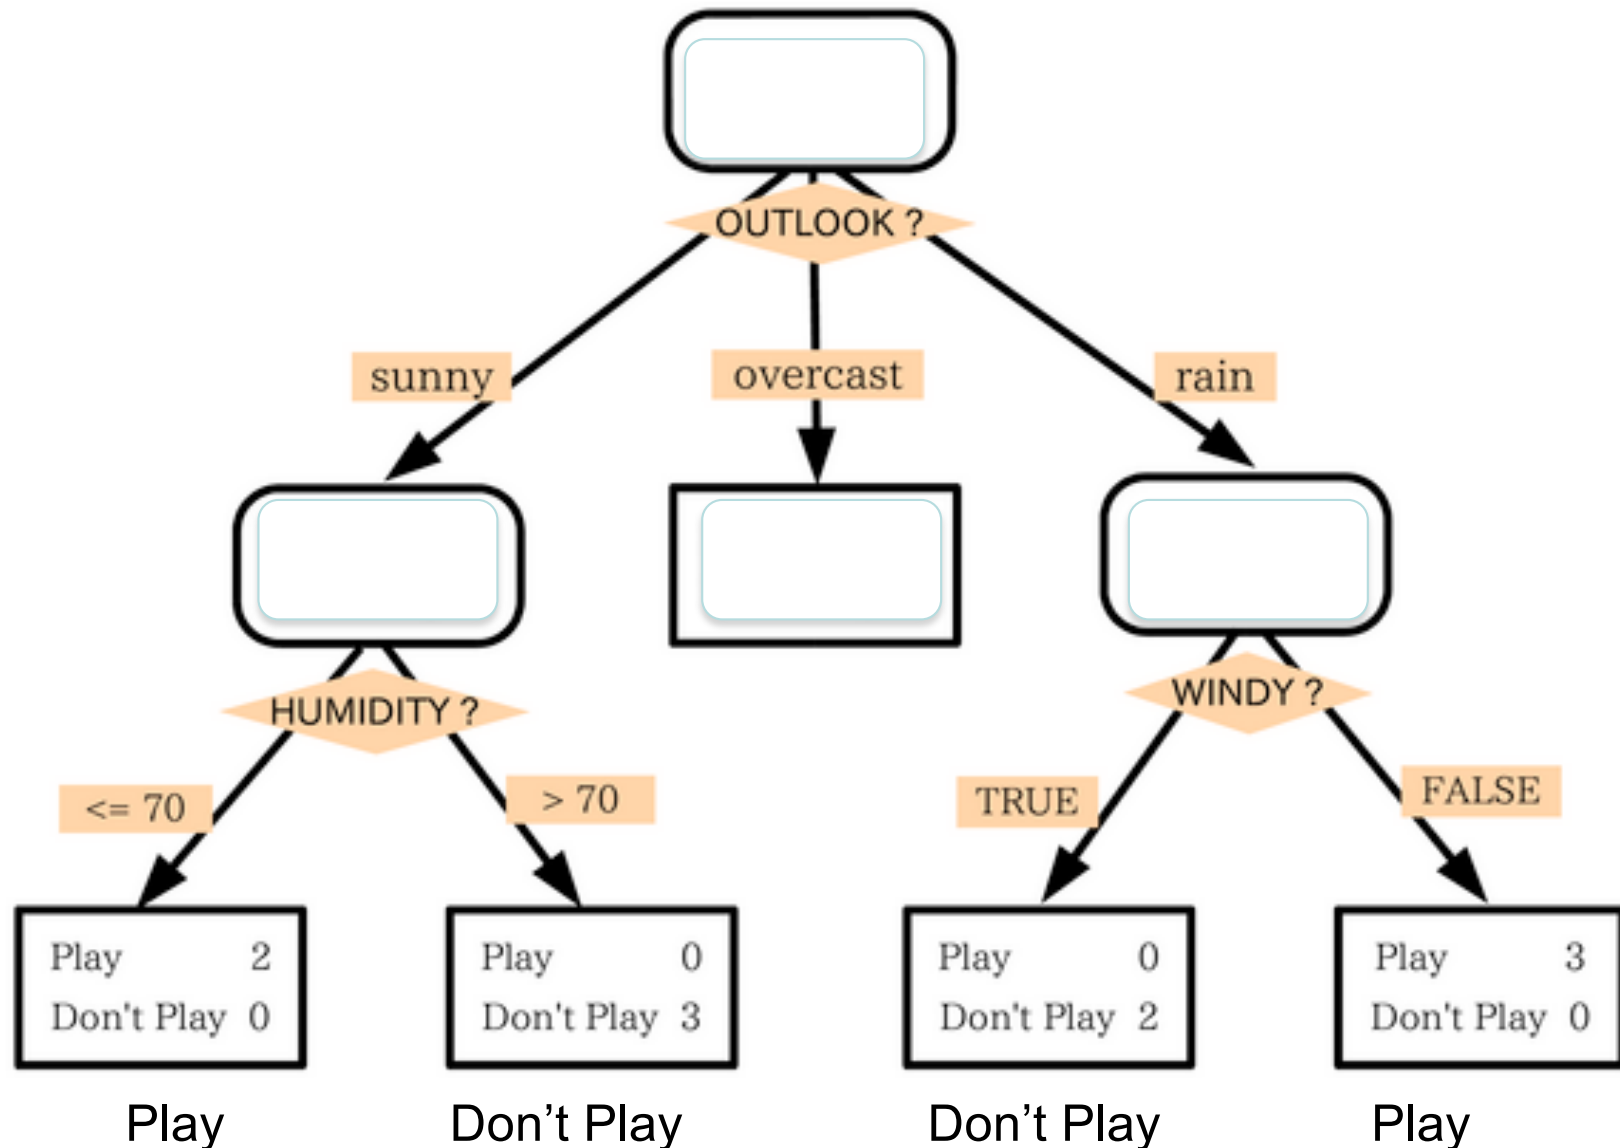 OUTLOOK ?
sunny
overcast
rain
HUMIDITY ?
WINDY ?
<= 70
> 70
TRUE
FALSE
Play 2
Don't Play 0
Play 0
Don't Play 3
Play 0
Don't Play 2
Play 3
Don't Play 0
Play
Don’t Play
Don’t Play
Play